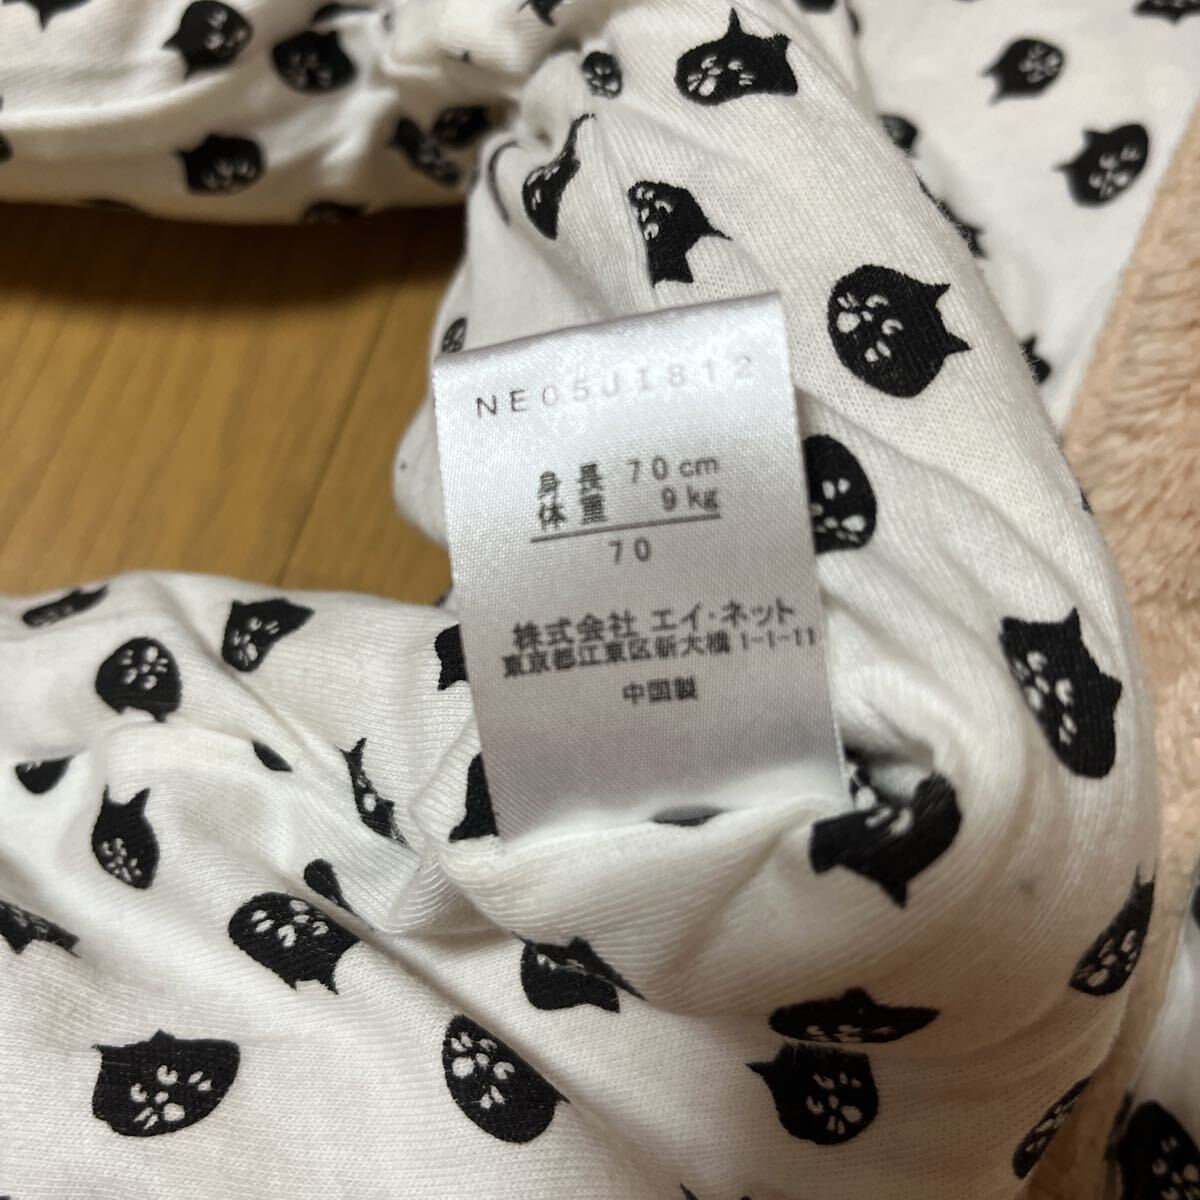 NE05JI812
身長 70cm
体重 9kg
70
株式会社 エイ・ネット
東京都江東区新大橋1-1-11
中国製